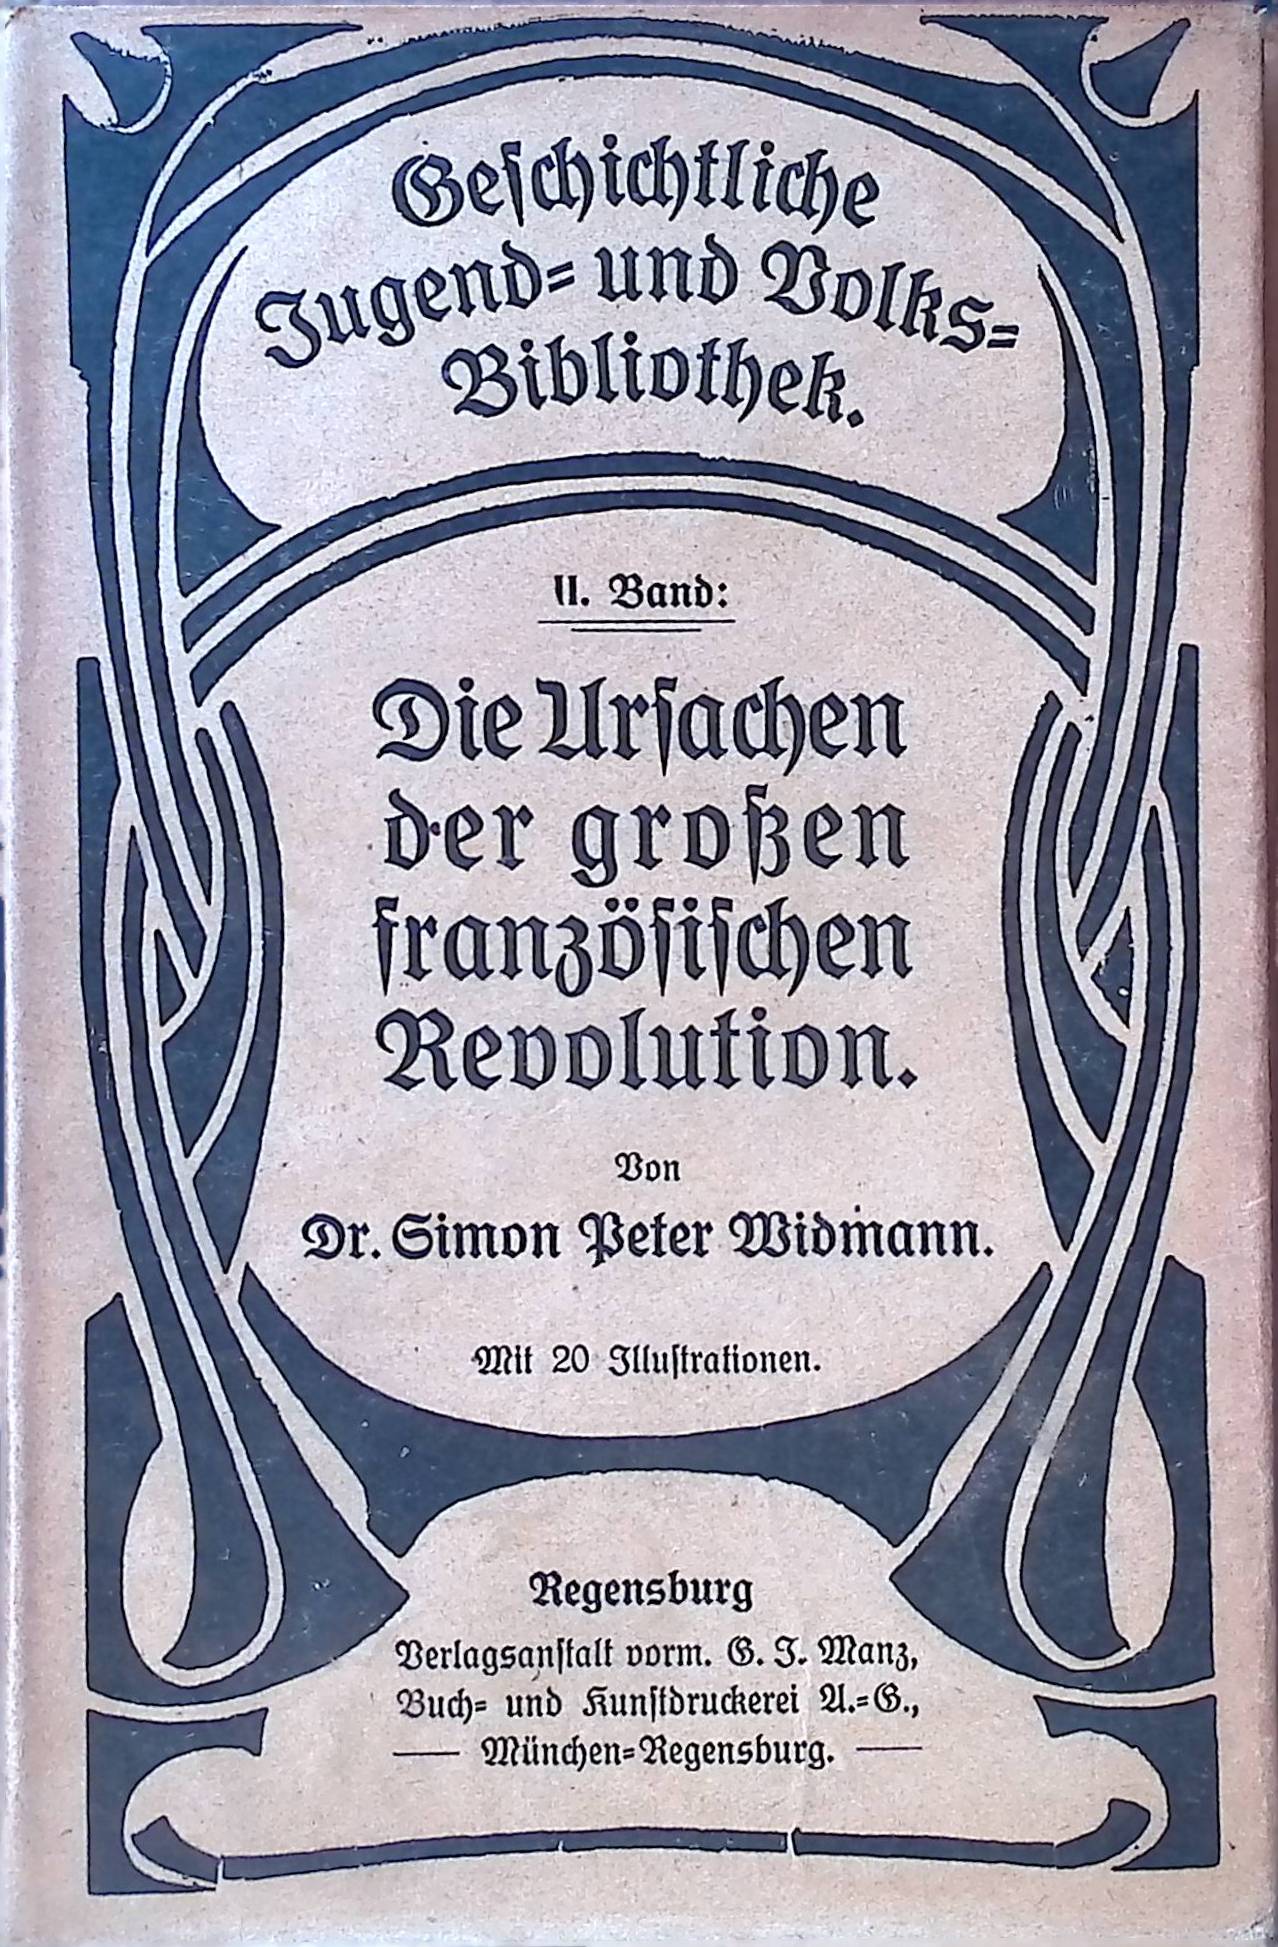 Geschichtliche
Jugend- und Volks-
Bibliothek.
II. Band:
Die Ursachen
der großen
französischen
Revolution.
Von
Dr. Simon Peter Widmann.
Mit 20 Illustrationen.
Regensburg
Verlagsanstalt vorm. G. J. Manz,
Buch- und Kunstdruckerei A.-G.,
— München-Regensburg. —